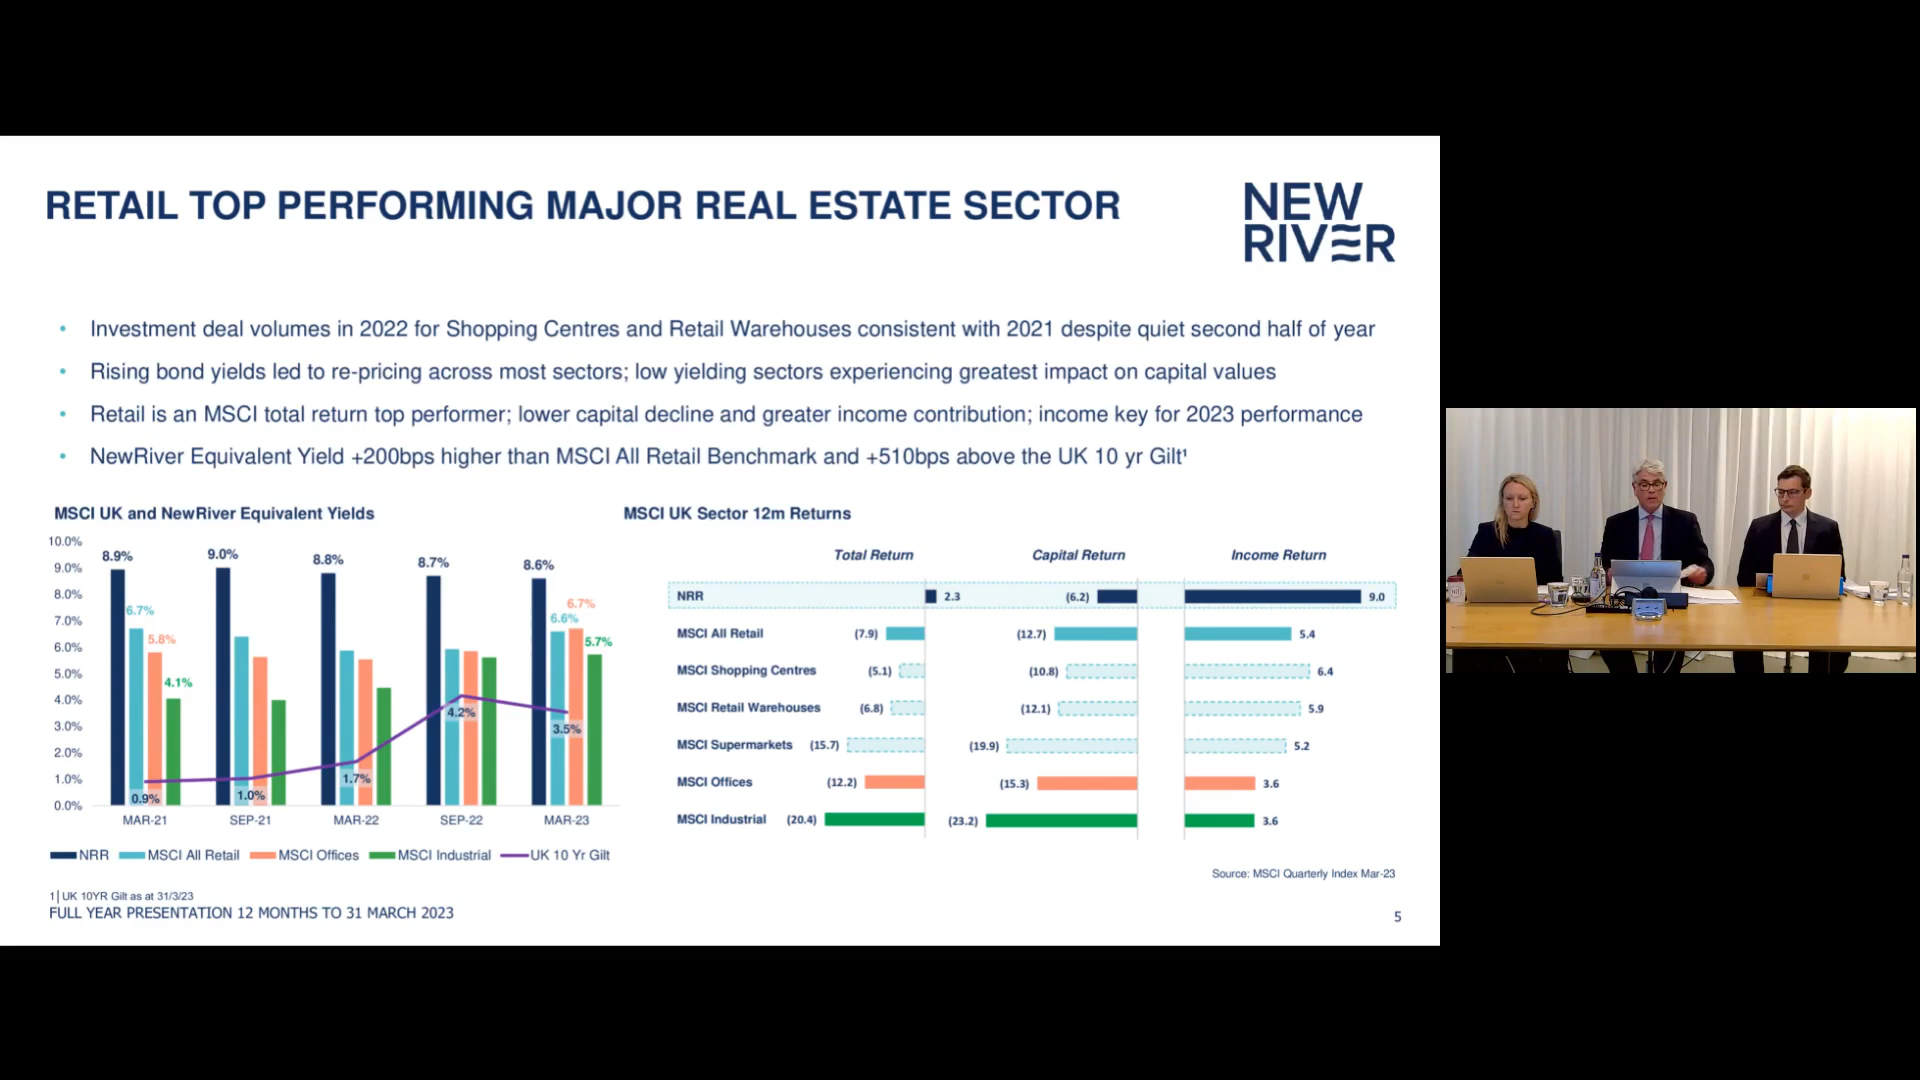 RETAIL TOP PERFORMING MAJOR REAL ESTATE SECTOR
NEW
RIVER
• Investment deal volumes in 2022 for Shopping Centres and Retail Warehouses consistent with 2021 despite quiet second half of year
• Rising bond yields led to re-pricing across most sectors; low yielding sectors experiencing greatest impact on capital values
• Retail is an MSCI total return top performer; lower capital decline and greater income contribution; income key for 2023 performance
• NewRiver Equivalent Yield +200bps higher than MSCI All Retail Benchmark and +510bps above the UK 10 yr Gilt¹
MSCI UK and NewRiver Equivalent Yields
10.0%
9.0%
8.0%
7.0%
6.0%
5.0%
4.0%
3.0%
2.0%
1.0%
0.0%
8.9%
6.7%
5.8%
4.1%
0.9%
9.0%
1.0%
8.8%
1.7%
8.7%
4.2%
8.6%
6.6%
6.7%
5.7%
3.5%
MAR-21 SEP-21 MAR-22 SEP-22 MAR-23
NRR MSCI All Retail MSCI Offices MSCI Industrial UK 10 Yr Gilt
MSCI UK Sector 12m Returns
Total Return Capital Return Income Return
NRR 2.3 (6.2) 9.0
MSCI All Retail (7.9) (12.7) 5.4
MSCI Shopping Centres (5.1) (10.8) 6.4
MSCI Retail Warehouses (6.8) (12.1) 5.9
MSCI Supermarkets (15.7) (19.9) 5.2
MSCI Offices (12.2) (15.3) 3.6
MSCI Industrial (20.4) (23.2) 3.6
Source: MSCI Quarterly Index Mar-23
1| UK 10YR Gilt as at 31/3/23
FULL YEAR PRESENTATION 12 MONTHS TO 31 MARCH 2023
5